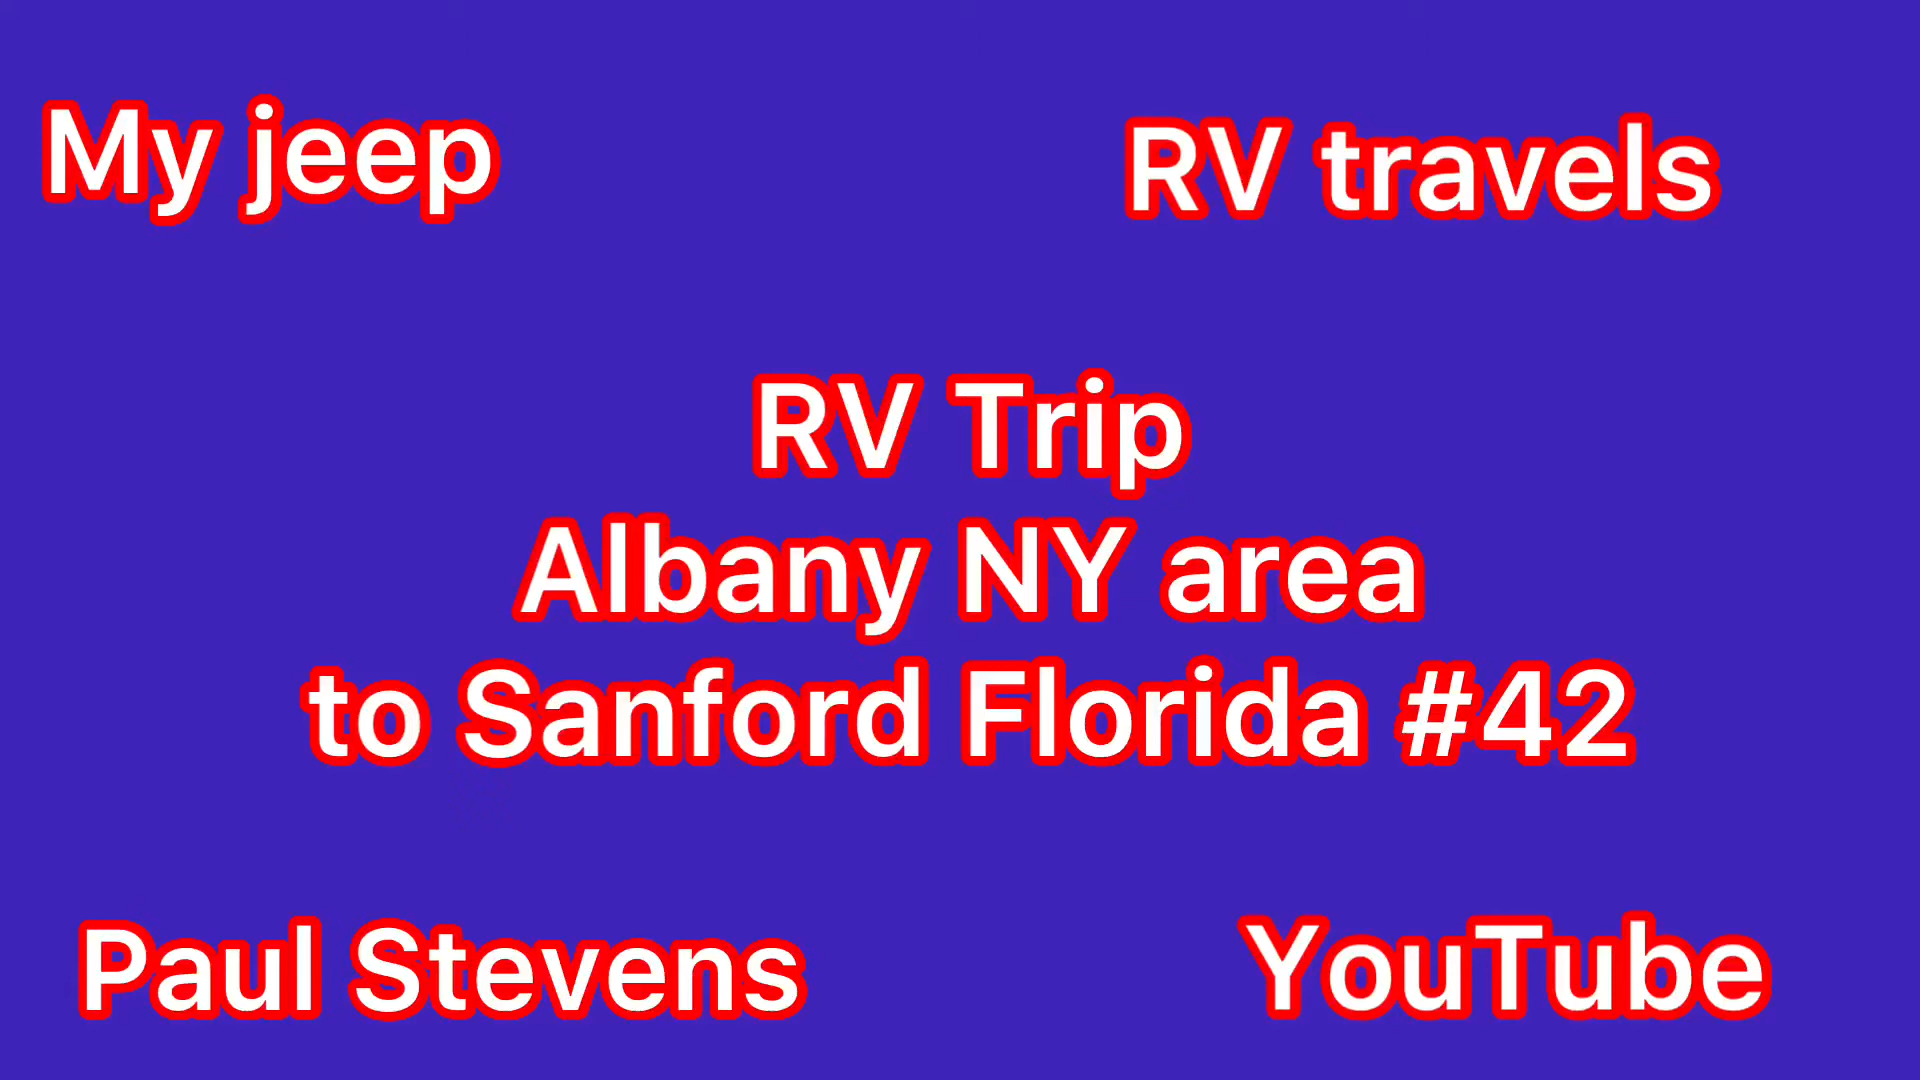 My jeep
RV travels
RV Trip
Albany NY area
to Sanford Florida #42
Paul Stevens
YouTube